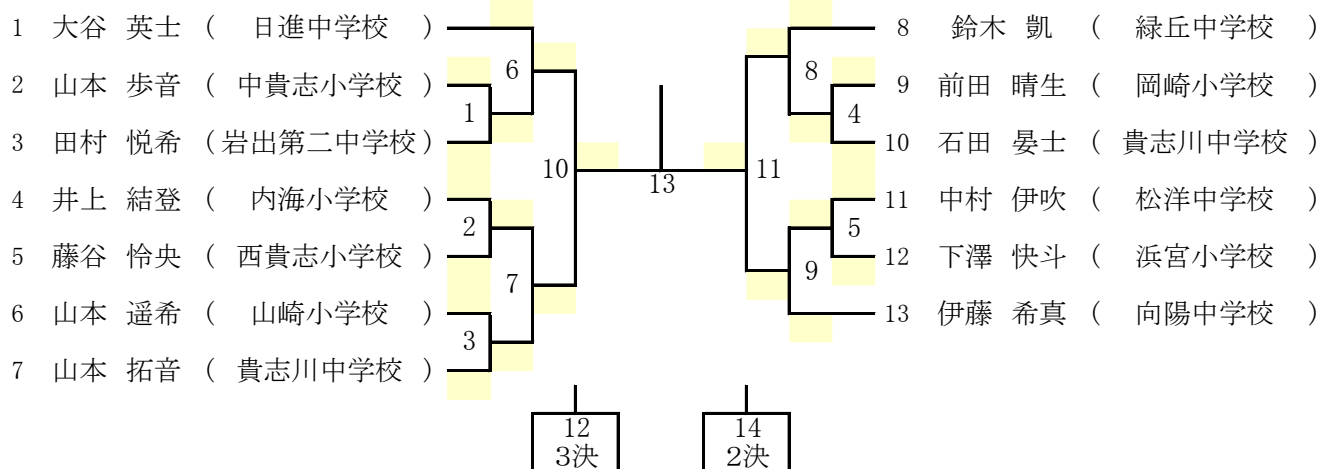 1 大谷 英士 ( 日進中学校 )
2 山本 歩音 ( 中貴志小学校 )
3 田村 悦希 ( 岩出第二中学校 )
4 井上 結登 ( 内海小学校 )
5 藤谷 怜央 ( 西貴志小学校 )
6 山本 遥希 ( 山崎小学校 )
7 山本 拓音 ( 貴志川中学校 )
6
1
10
2
7
3
13
11
8
4
5
9
8 鈴木 凱 ( 緑丘中学校 )
9 前田 晴生 ( 岡崎小学校 )
10 石田 晏士 ( 貴志川中学校 )
11 中村 伊吹 ( 松洋中学校 )
12 下澤 快斗 ( 浜宮小学校 )
13 伊藤 希真 ( 向陽中学校 )
12
3決
14
2決